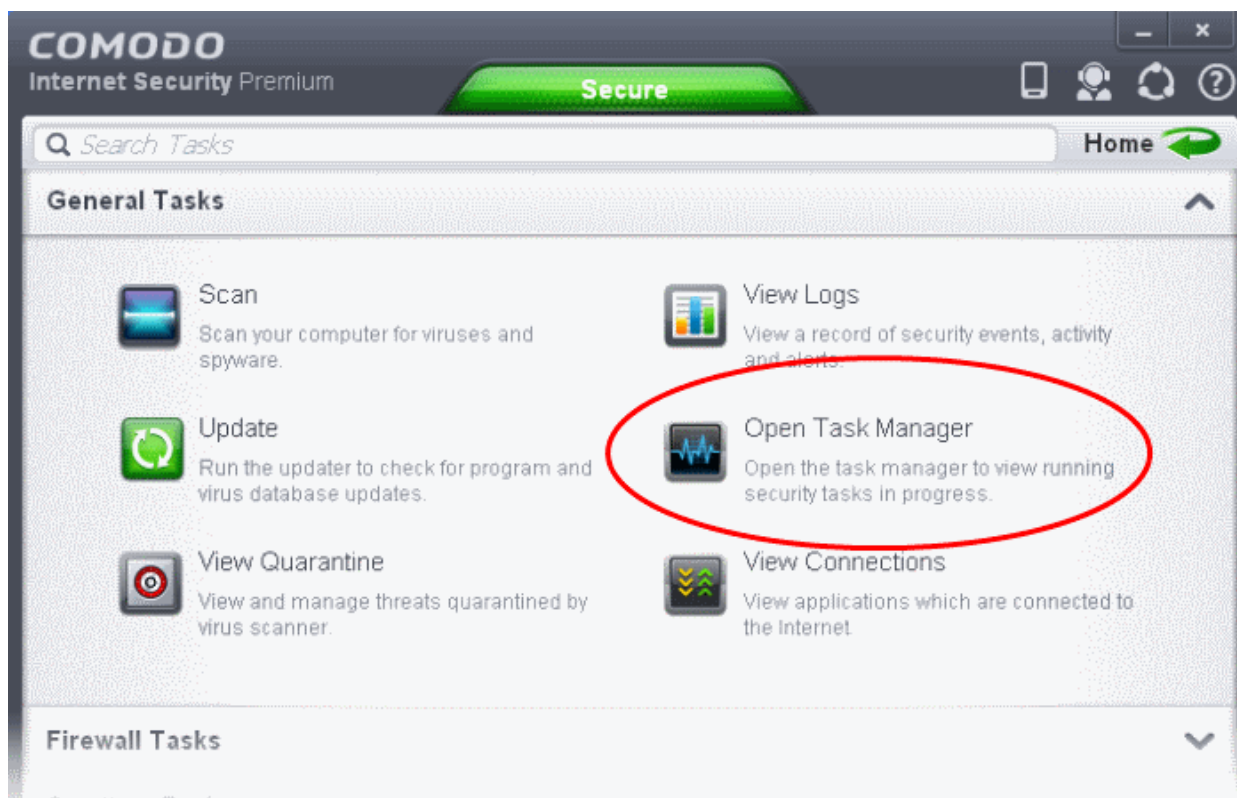 COMODO
Internet Security Premium
Secure
Search Tasks
Home
General Tasks
Scan
Scan your computer for viruses and
spyware.
View Logs
View a record of security events, activity
and alerts.
Update
Run the updater to check for program and
virus database updates.
Open Task Manager
Open the task manager to view running
security tasks in progress.
View Quarantine
View and manage threats quarantined by
virus scanner.
View Connections
View applications which are connected to
the Internet
Firewall Tasks